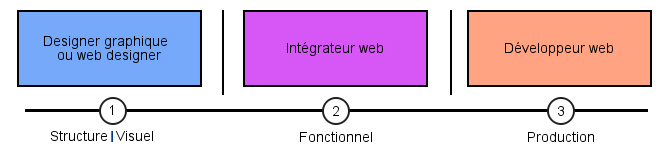 Designer graphique
ou web designer
Intégrateur web
Développeur web
1
2
3
Structure | Visuel
Fonctionnel
Production